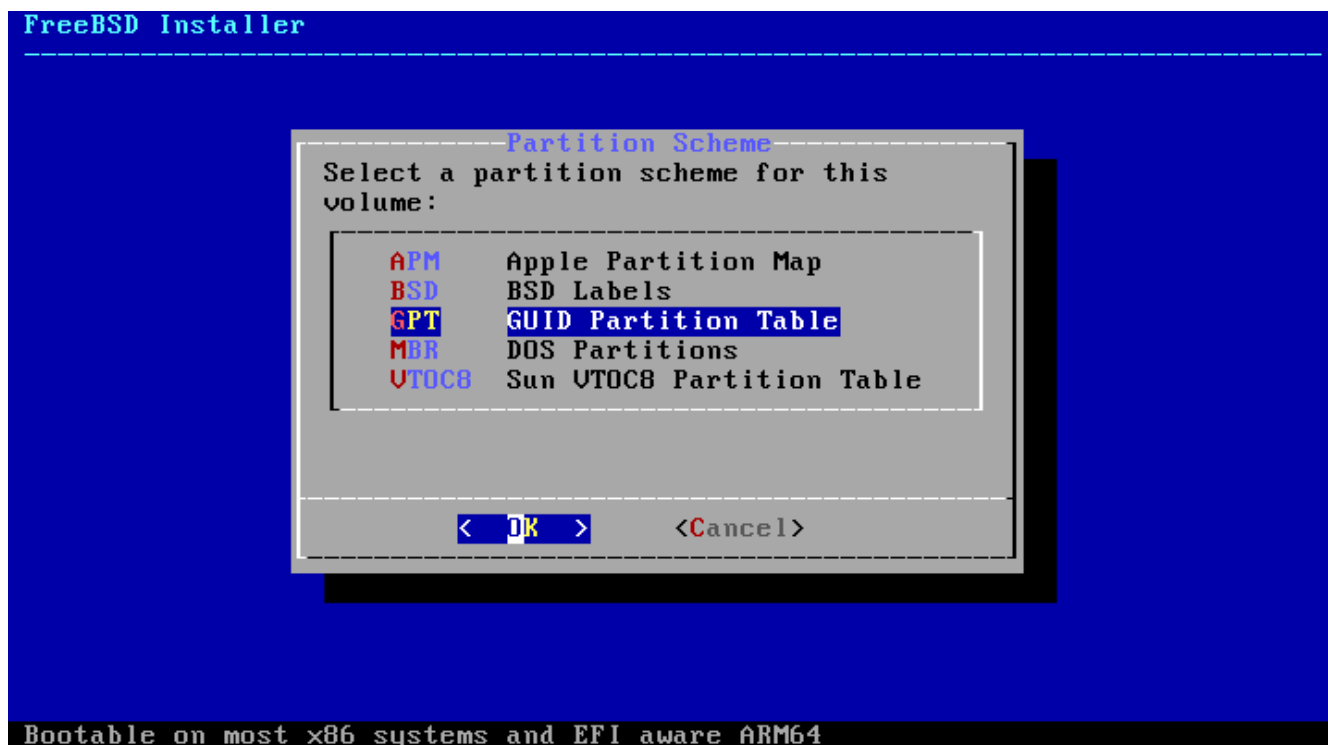 FreeBSD Installer
Partition Scheme
Select a partition scheme for this
volume:
APM Apple Partition Map
BSD BSD Labels
GPT GUID Partition Table
MBR DOS Partitions
VTOC8 Sun VTOC8 Partition Table
< OK > <Cancel>
Bootable on most x86 systems and EFI aware ARM64